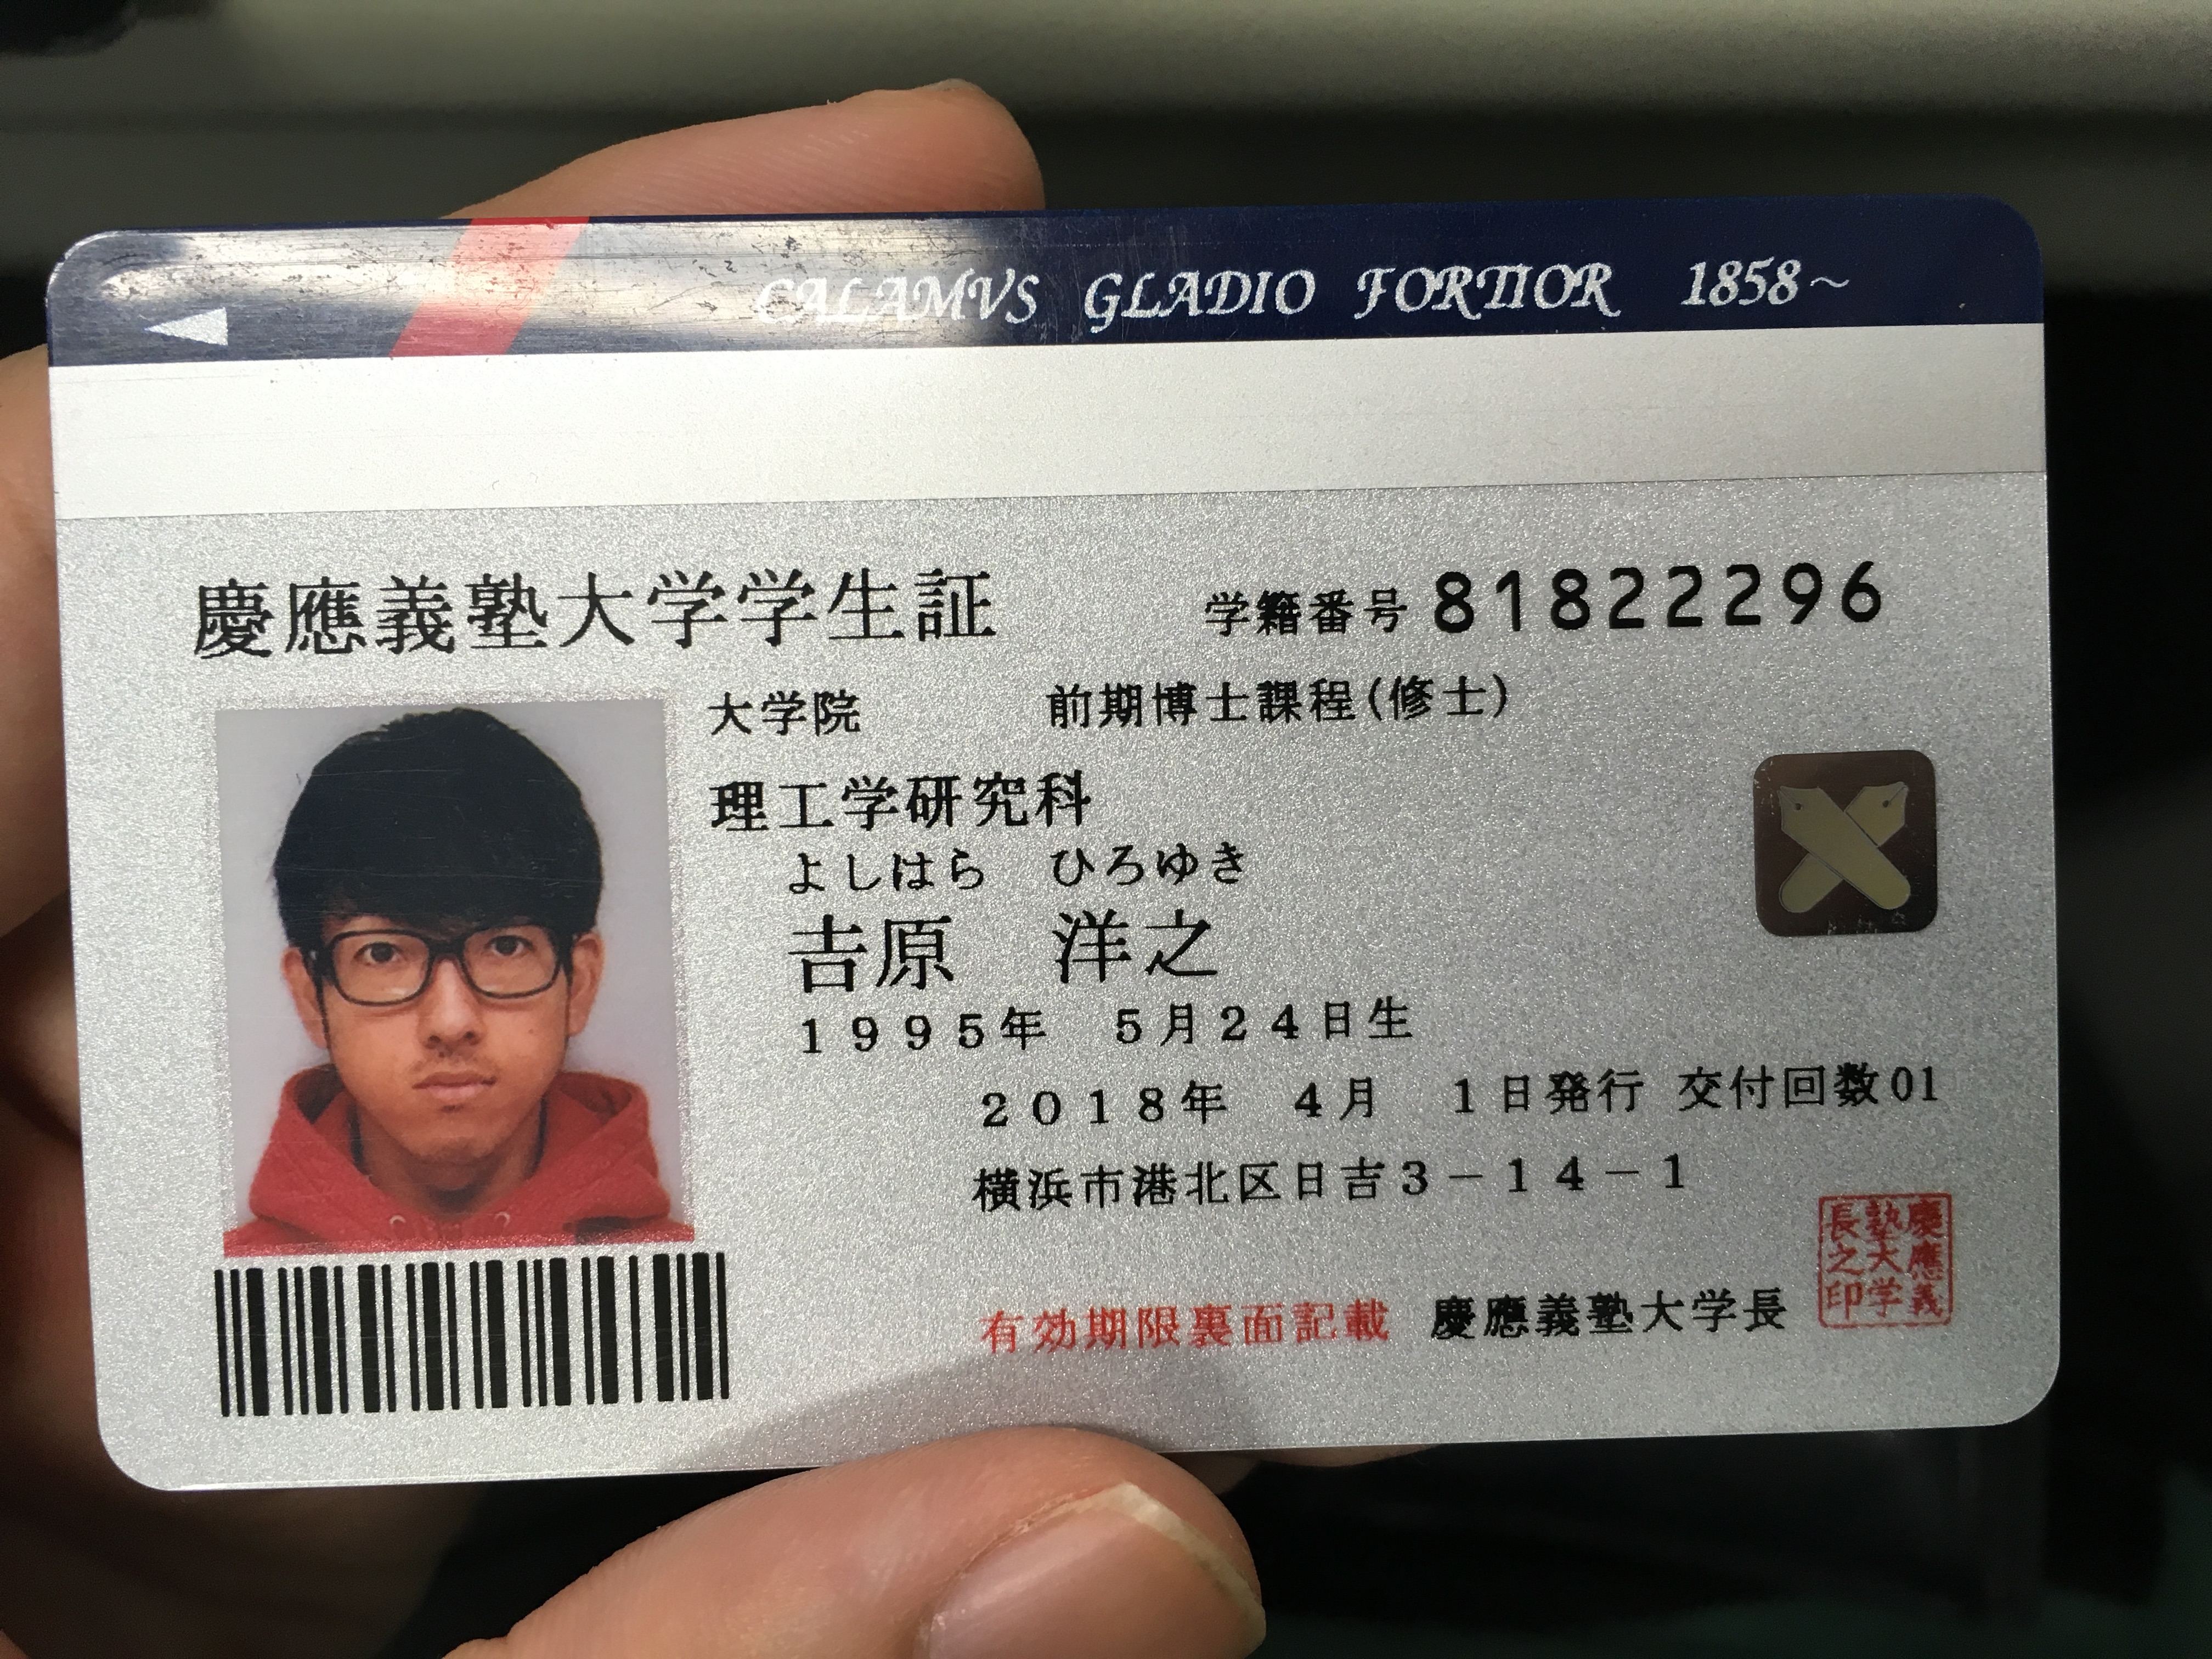 CALAMVS GLADIO FORTIOR 1858~
慶應義塾大学学生証
学籍番号 81822296
大学院 前期博士課程(修士)
理工学研究科
よしはら ひろゆき
吉原 洋之
1995年 5月24日生
2018年 4月 1日発行 交付回数01
横浜市港北区日吉3-14-1
有効期限裏面記載 慶應義塾大学長
慶應義
塾大学
長之印